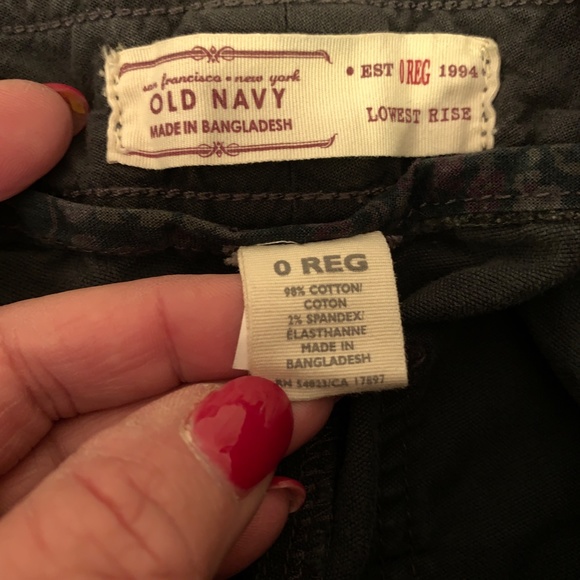 san francisco • new york
OLD NAVY
MADE IN BANGLADESH
• EST 0 REG 1994
LOWEST RISE
0 REG
98% COTTON/
COTON
2% SPANDEX/
ÉLASTHANNE
MADE IN
BANGLADESH
RN 54023/CA 17897